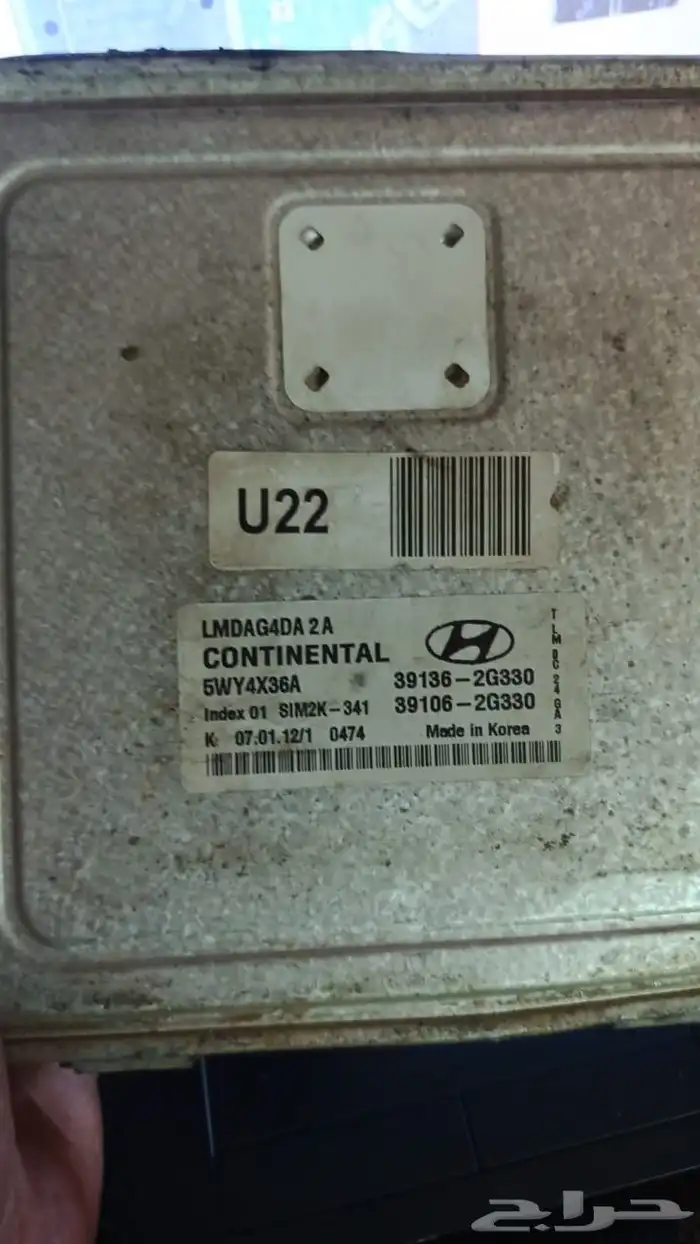 U22
LMDAG4DA 2A
CONTINENTAL
5WY4X36A 39136-2G330
Index 01 SIM2K-341 39106-2G330
K 07.01.12/1 0474 Made in Korea
حراج